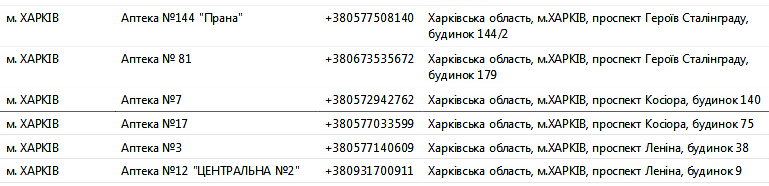 м. ХАРКІВ Аптека №144 "Прана" +380577508140 Харківська область, м.ХАРКІВ, проспект Героїв Сталінграду,
будинок 144/2
м. ХАРКІВ Аптека № 81 +380673535672 Харківська область, м.ХАРКІВ, проспект Героїв Сталінграду,
будинок 179
м. ХАРКІВ Аптека №7 +380572942762 Харківська область, м.ХАРКІВ, проспект Косіора, будинок 140
м. ХАРКІВ Аптека №17 +380577033599 Харківська область, м.ХАРКІВ, проспект Косіора, будинок 75
м. ХАРКІВ Аптека №3 +380577140609 Харківська область, м.ХАРКІВ, проспект Леніна, будинок 38
м. ХАРКІВ Аптека №12 "ЦЕНТРАЛЬНА №2" +380931700911 Харківська область, м.ХАРКІВ, проспект Леніна, будинок 9